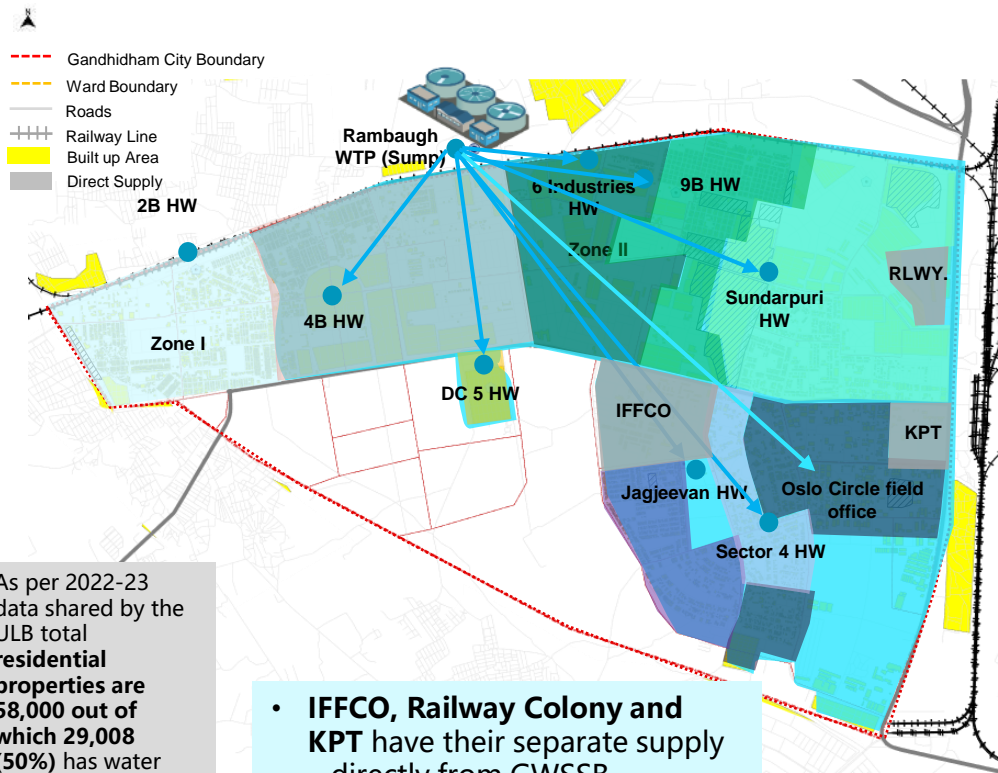 N
Gandhidham City Boundary
Ward Boundary
Roads
Railway Line
Built up Area
Direct Supply
Rambaugh
WTP (Sump)
2B HW
6 Industries
HW
9B HW
Zone II
RLWY.
Sundarpuri
HW
4B HW
Zone I
DC 5 HW
IFFCO
KPT
Jagjeevan HW
Oslo Circle field
office
Sector 4 HW
As per 2022-23
data shared by the
ULB total
residential
properties are
58,000 out of
which 29,008
(50%) has water
• IFFCO, Railway Colony and
KPT have their separate supply
directly from GWSSB